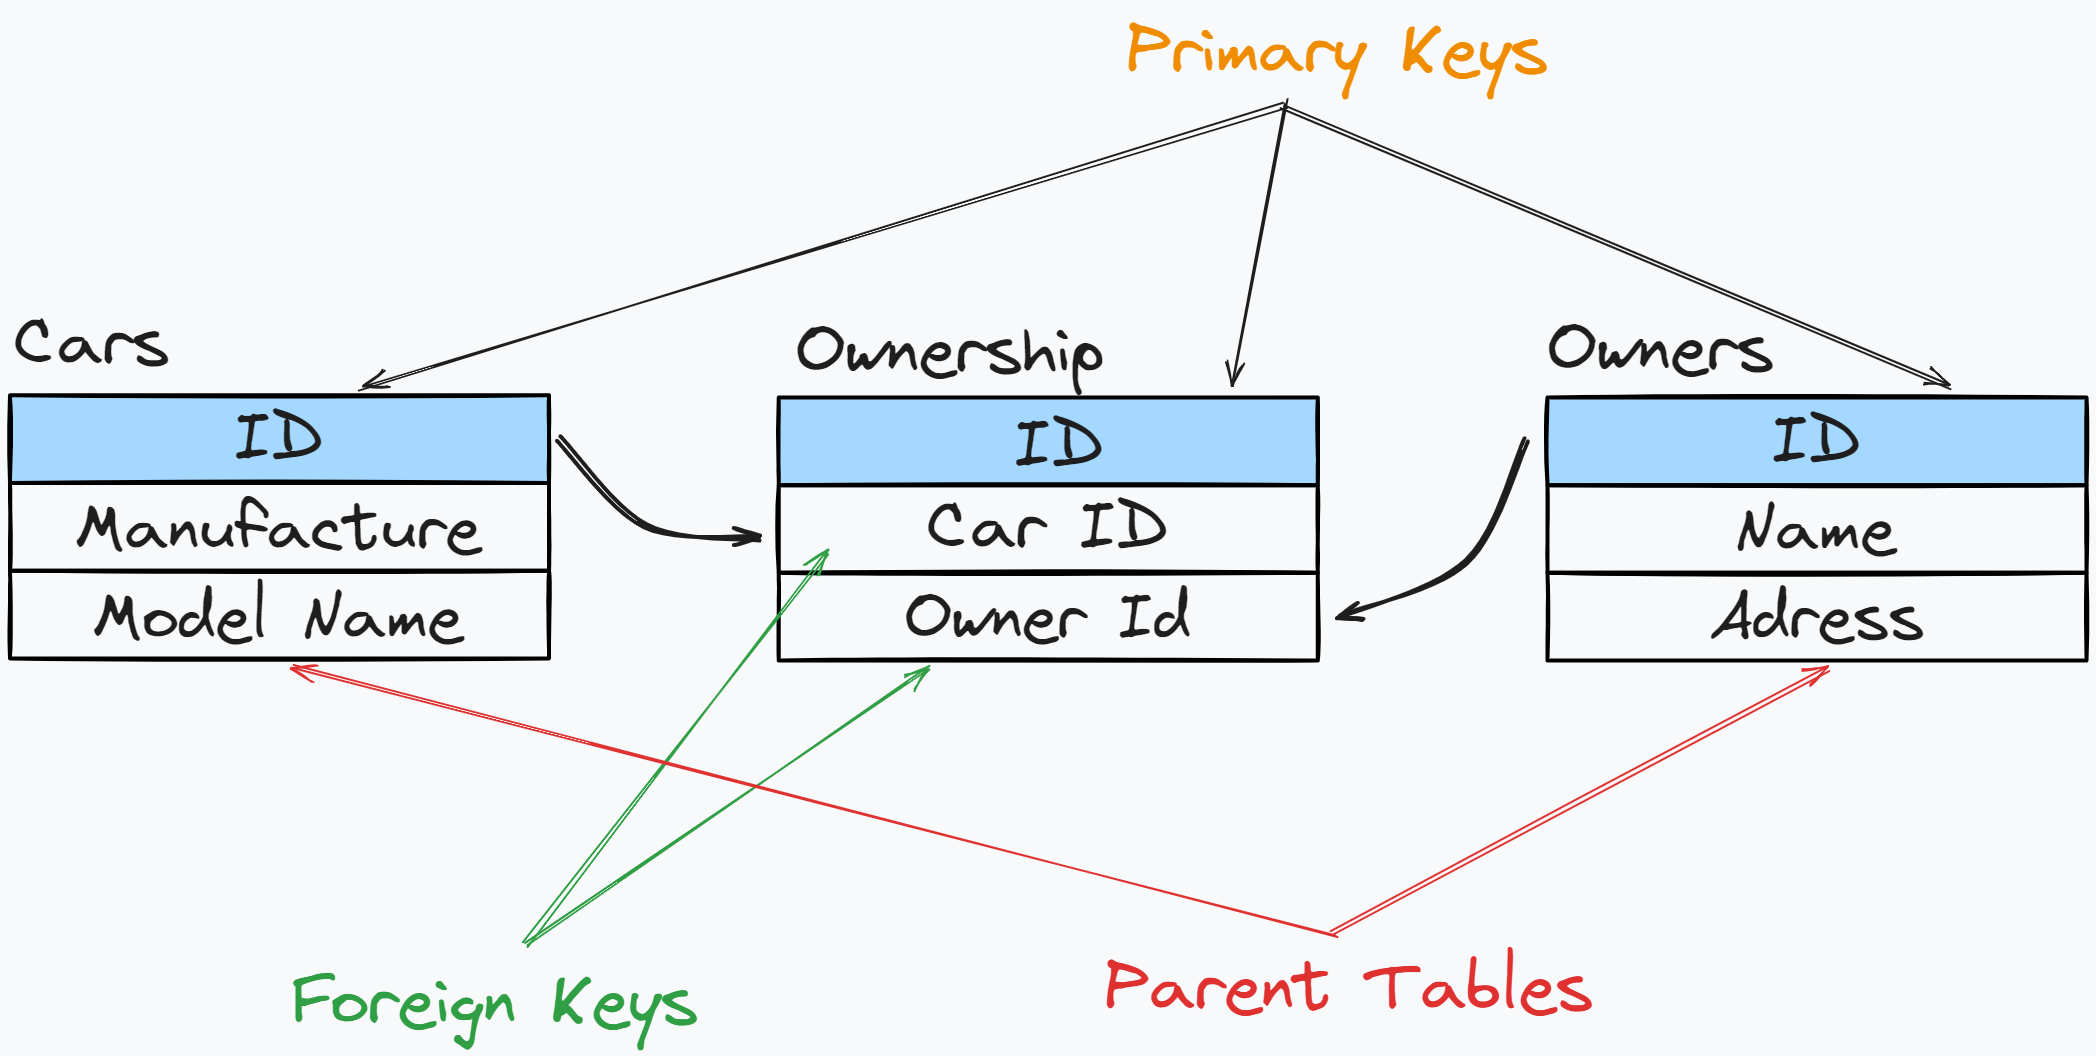 Primary Keys
Cars
Ownership
Owners
ID
Manufacture
Model Name
ID
Car ID
Owner Id
ID
Name
Adress
Foreign Keys
Parent Tables